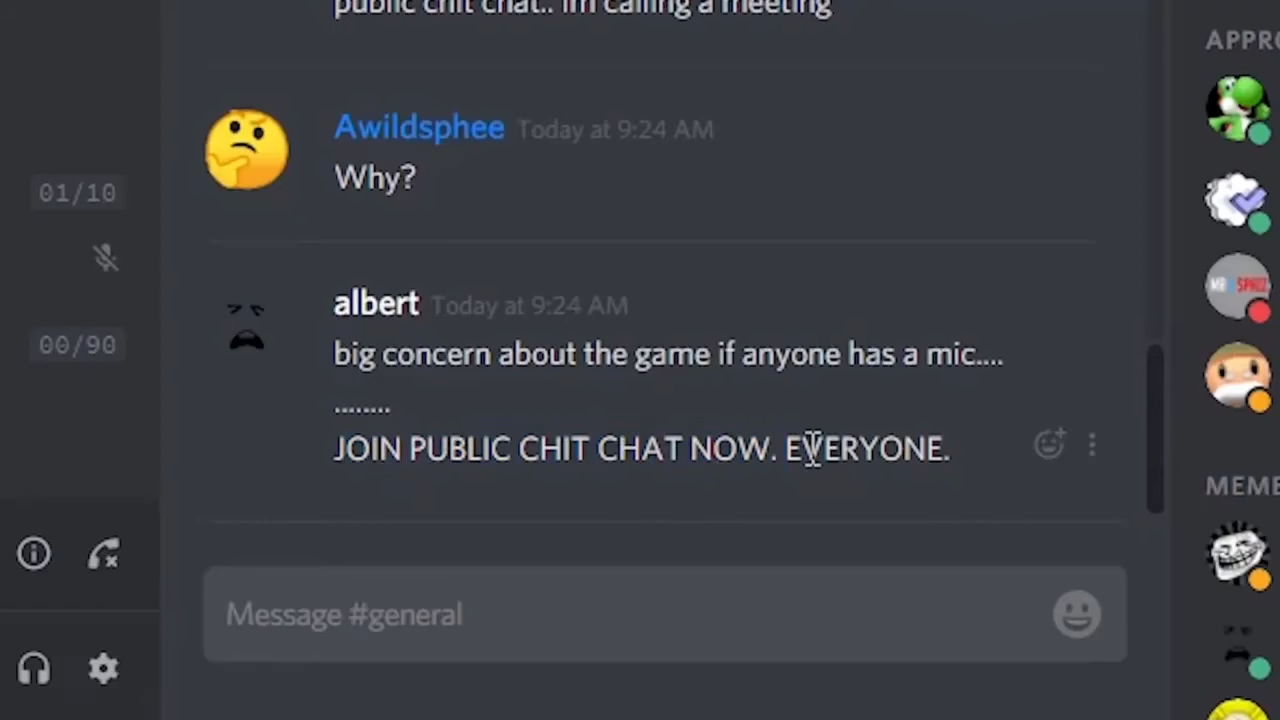 public chit chat.. im calling a meeting
APPRO
Awildsphee Today at 9:24 AM
Why?
01/10
albert Today at 9:24 AM
00/90
big concern about the game if anyone has a mic....
........
JOIN PUBLIC CHIT CHAT NOW. EVERYONE.
MEME
Message #general